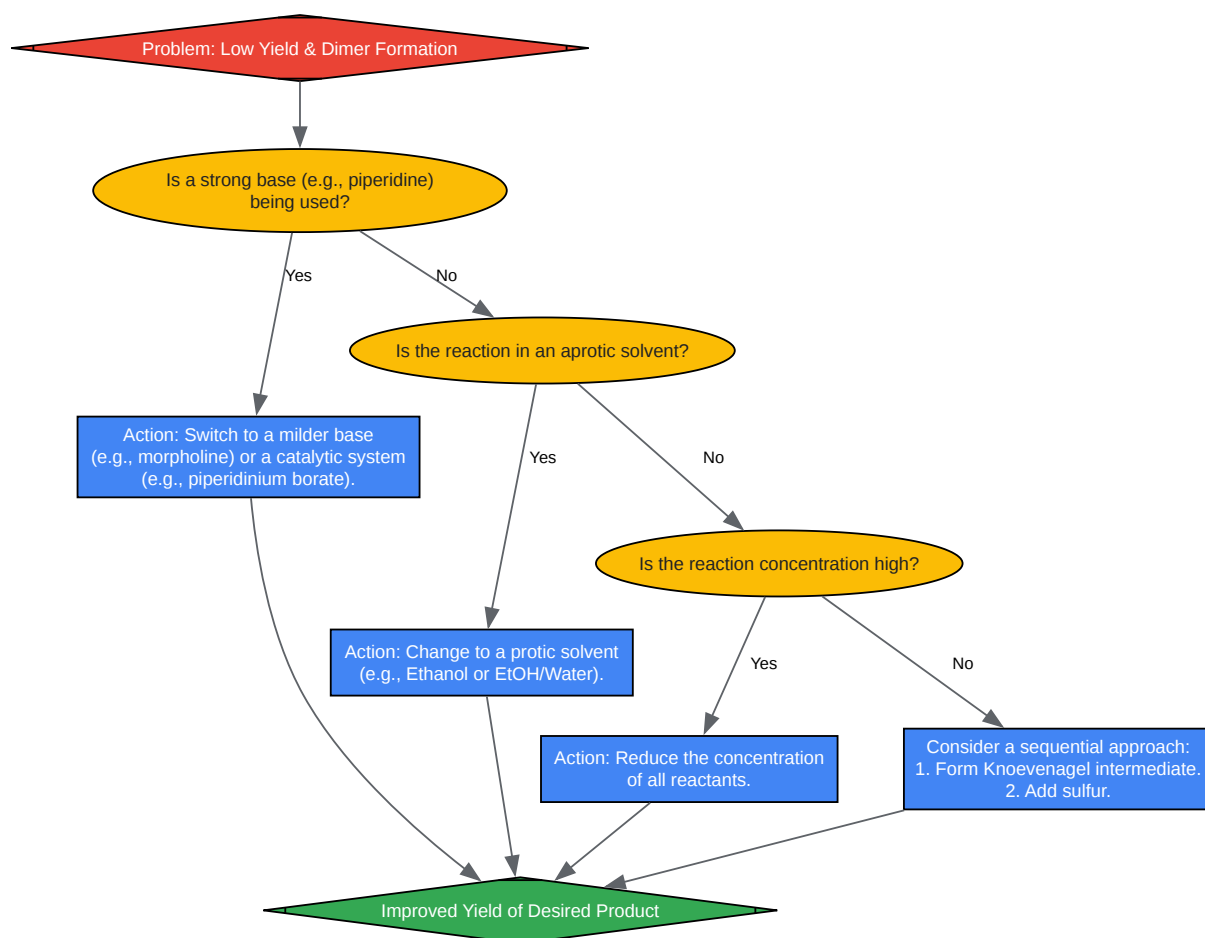 Problem: Low Yield & Dimer Formation
Is a strong base (e.g., piperidine)
being used?
Yes
No
Is the reaction in an aprotic solvent?
Action: Switch to a milder base
(e.g., morpholine) or a catalytic system
(e.g., piperidinium borate).
Yes
No
Is the reaction concentration high?
Action: Change to a protic solvent
(e.g., Ethanol or EtOH/Water).
Yes
No
Action: Reduce the concentration
of all reactants.
Consider a sequential approach:
1. Form Knoevenagel intermediate.
2. Add sulfur.
Improved Yield of Desired Product